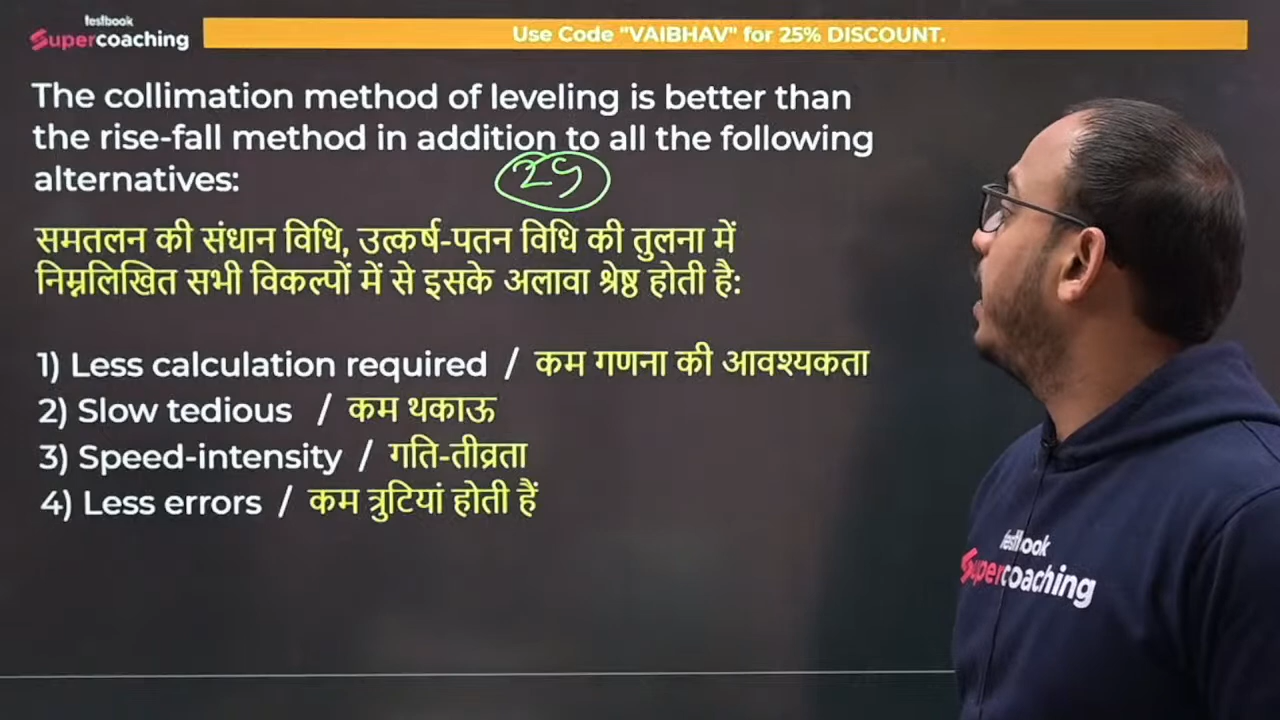 testbook
Supercoaching
Use Code "VAIBHAV" for 25% DISCOUNT.
The collimation method of leveling is better than
the rise-fall method in addition to all the following
alternatives:
29
समतलन की संधान विधि, उत्कर्ष-पतन विधि की तुलना में
निम्नलिखित सभी विकल्पों में से इसके अलावा श्रेष्ठ होती है:
1) Less calculation required / कम गणना की आवश्यकता
2) Slow tedious / कम थकाऊ
3) Speed-intensity / गति-तीव्रता
4) Less errors / कम त्रुटियां होती हैं
testbook
Supercoaching